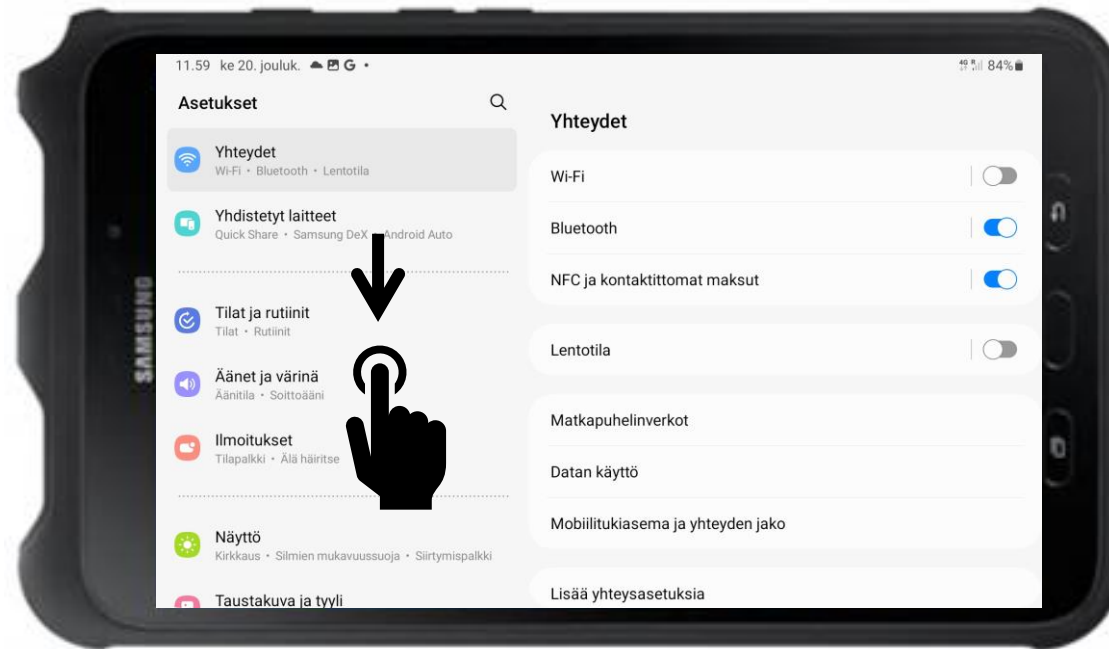 11.59 ke 20. jouluk. G •
84%
Asetukset
Yhteydet
Wi-Fi • Bluetooth • Lentotila
Yhdistetyt laitteet
Quick Share • Samsung DeX • Android Auto
Tilat ja rutiinit
Tilat • Rutiinit
Äänet ja värinä
Äänitila • Soittoääni
Ilmoitukset
Tilapalkki • Älä häiritse
Näyttö
Kirkkaus • Silmien mukavuussuoja • Siirtymispalkki
Taustakuva ja tyyli
Yhteydet
Wi-Fi
Bluetooth
NFC ja kontaktittomat maksut
Lentotila
Matkapuhelinverkot
Datan käyttö
Mobiilitukiasema ja yhteyden jako
Lisää yhteysasetuksia
SAMSUNG